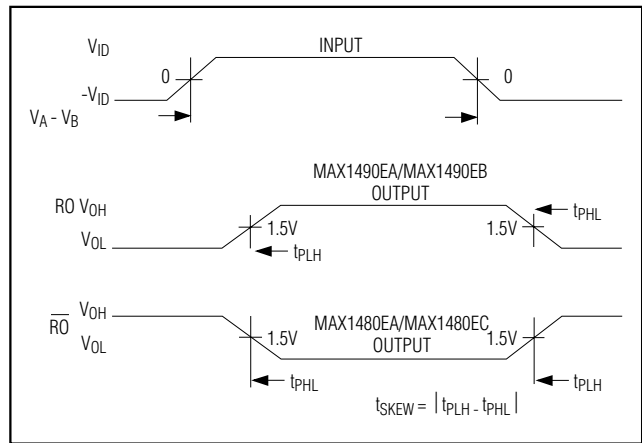 V_ID INPUT
0 0
-V_ID
V_A - V_B
MAX1490EA/MAX1490EB
OUTPUT
RO V_OH t_PHL
1.5V 1.5V
V_OL t_PLH
V_OH
R̅O̅ MAX1480EA/MAX1480EC
V_OL 1.5V OUTPUT 1.5V
t_PHL t_PLH
t_SKEW = | t_PLH - t_PHL |